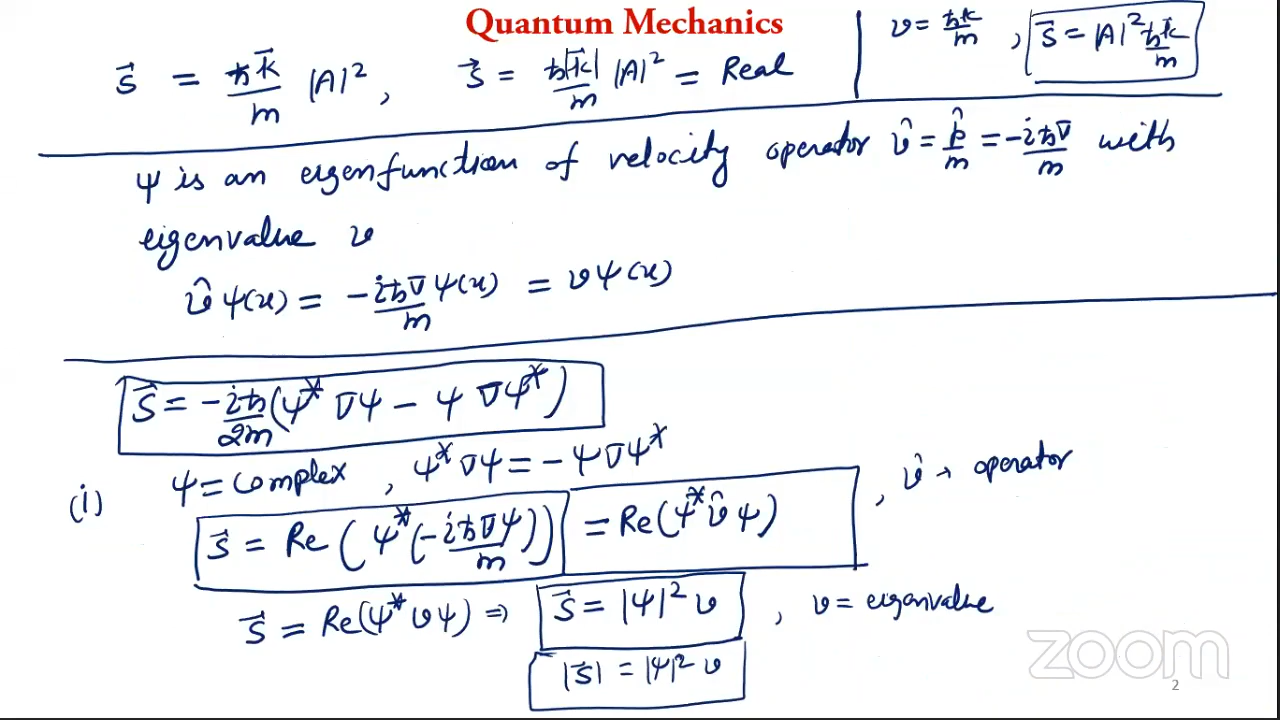 Quantum Mechanics
S⃗ = ħk⃗/m |A|², S⃗ = ħ|k⃗|/m |A|² = Real
v = ħk/m , S⃗ = |A|² ħk⃗/m
ψ is an eigenfunction of velocity operator v̂ = p̂/m = -iħ∇/m with
eigenvalue v
v̂ ψ(x) = -iħ∇/m ψ(x) = v ψ(x)
S⃗ = -iħ/2m (ψ* ∇ψ - ψ ∇ψ*)
(i) ψ = complex , ψ* ∇ψ = - ψ∇ψ*
S⃗ = Re (ψ* (-iħ∇ψ/m)) = Re(ψ* v̂ ψ) , v̂ → operator
S⃗ = Re(ψ* v ψ) ⇒ S⃗ = |ψ|² v , v = eigenvalue
|S⃗| = |ψ|² v
zoom
2